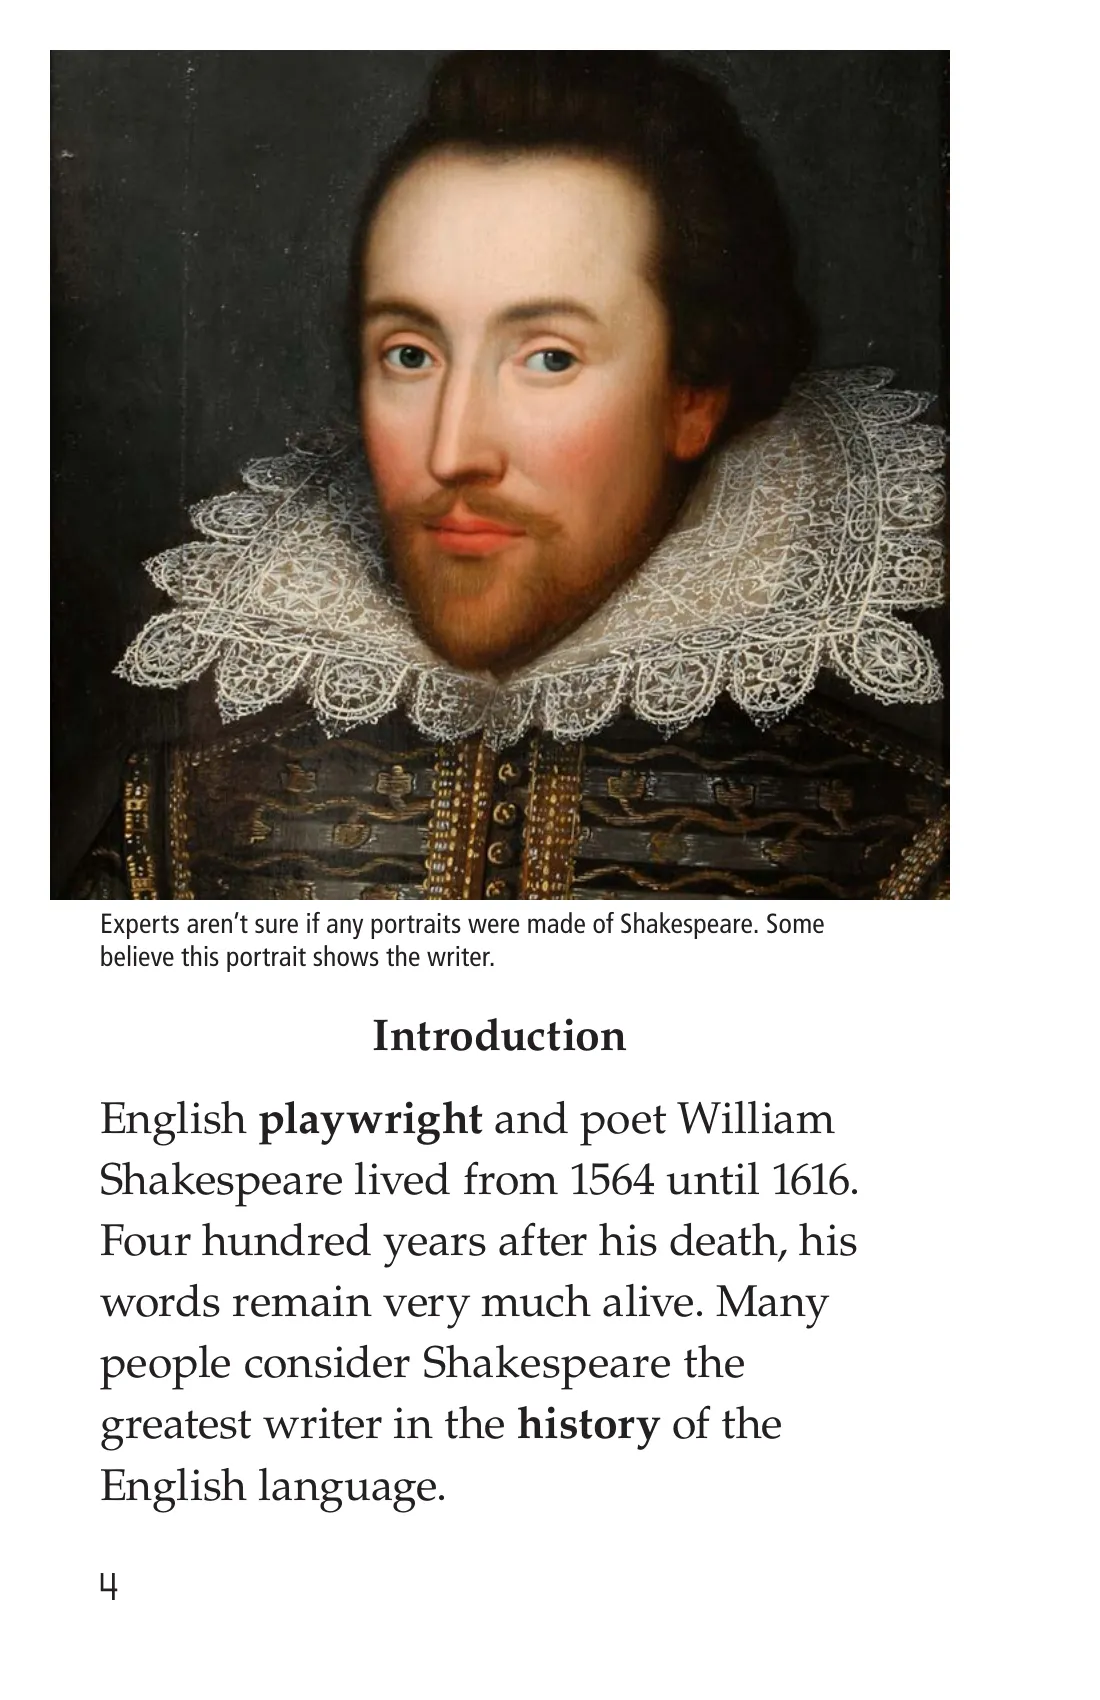 Experts aren’t sure if any portraits were made of Shakespeare. Some
believe this portrait shows the writer.
Introduction
English playwright and poet William
Shakespeare lived from 1564 until 1616.
Four hundred years after his death, his
words remain very much alive. Many
people consider Shakespeare the
greatest writer in the history of the
English language.
4